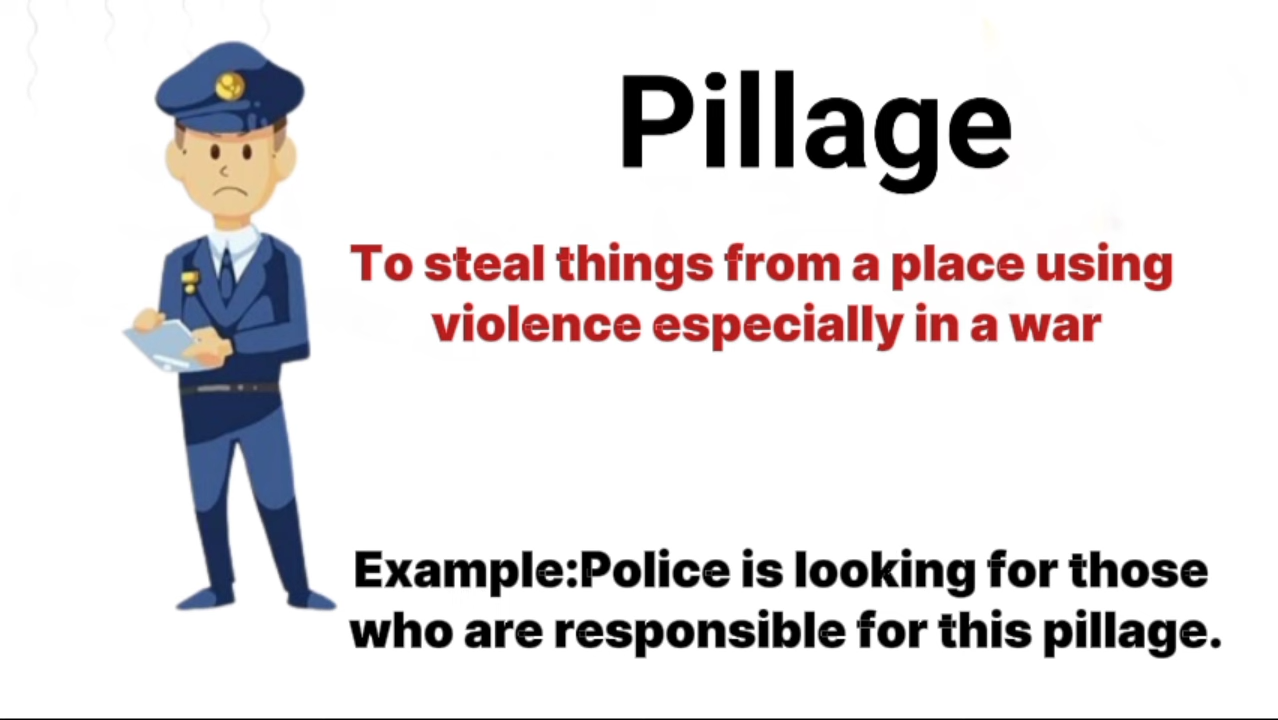 Pillage
To steal things from a place using
violence especially in a war
Example:Police is looking for those
who are responsible for this pillage.